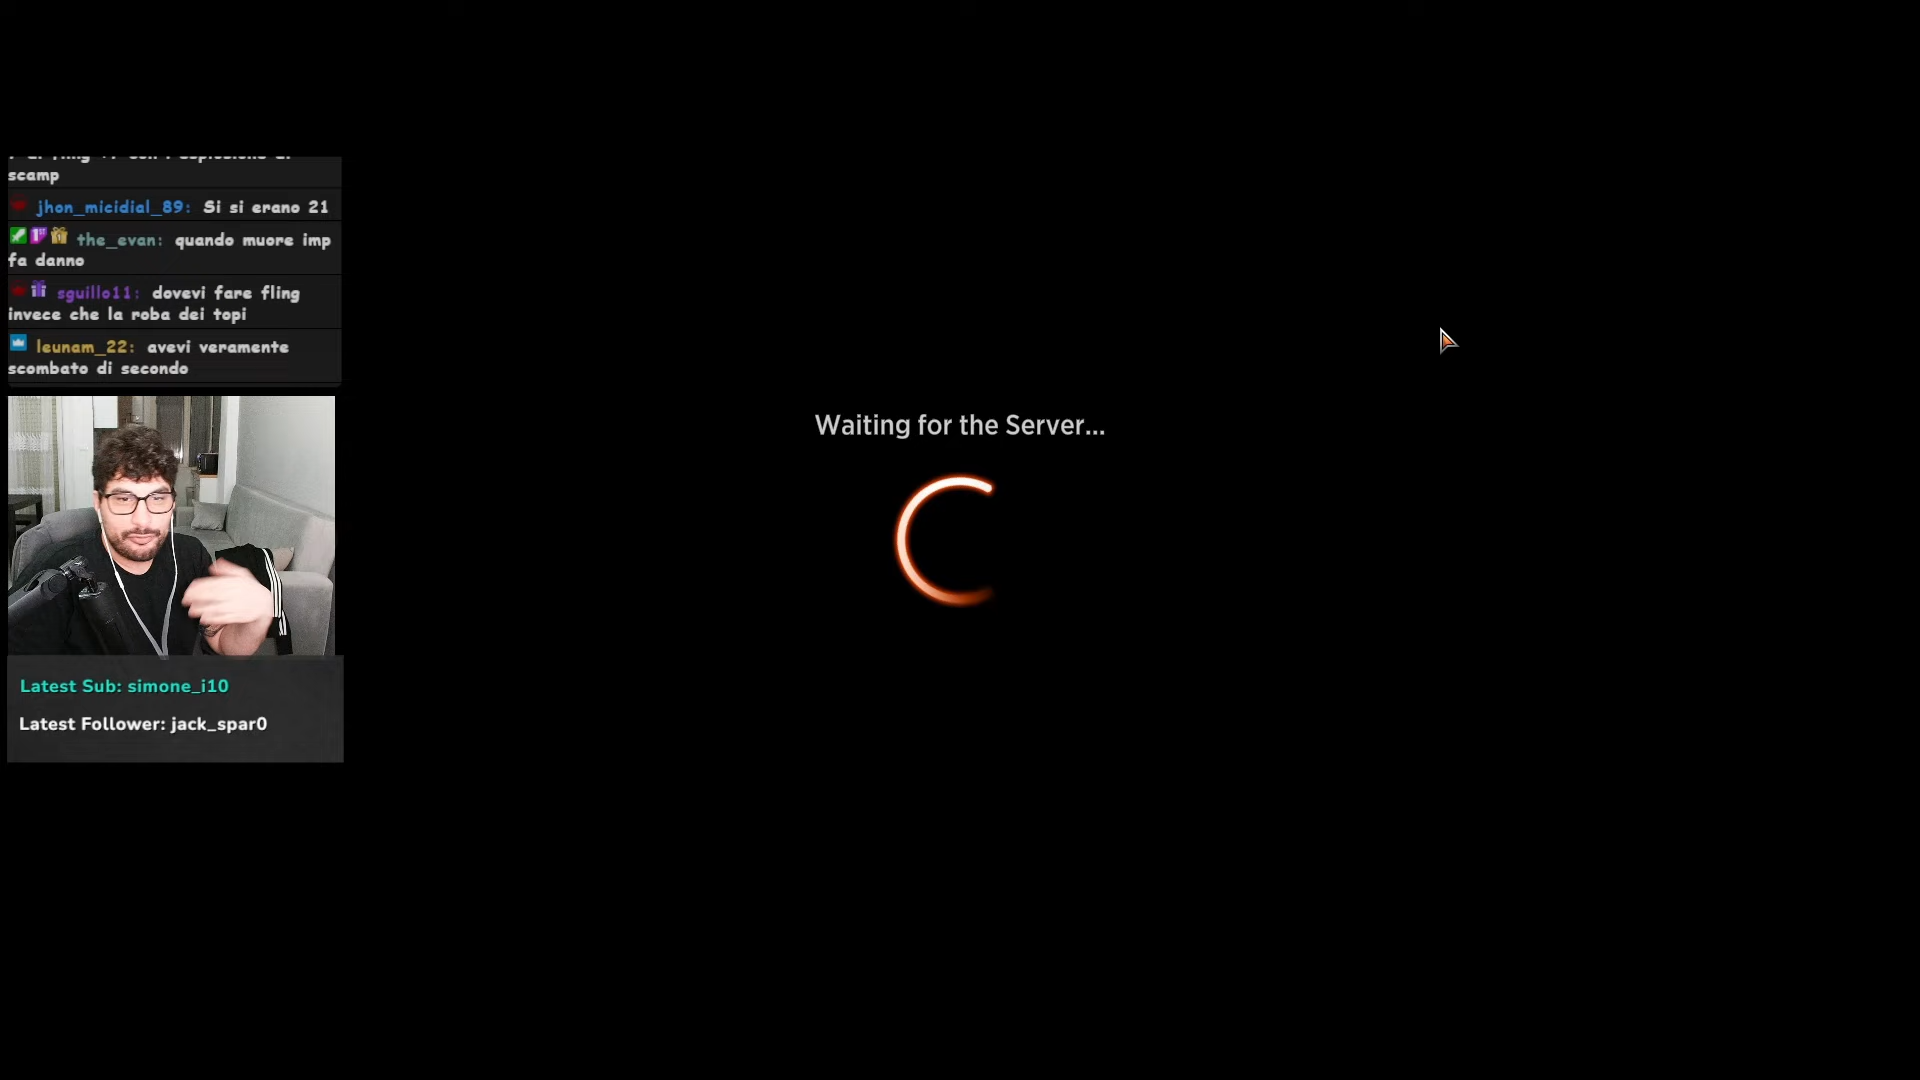 scamp
jhon_micidial_89: Si si erano 21
the_evan: quando muore imp
fa danno
sguillo11: dovevi fare fling
invece che la roba dei topi
leunam_22: avevi veramente
scombato di secondo
Waiting for the Server...
Latest Sub: simone_i10
Latest Follower: jack_spar0